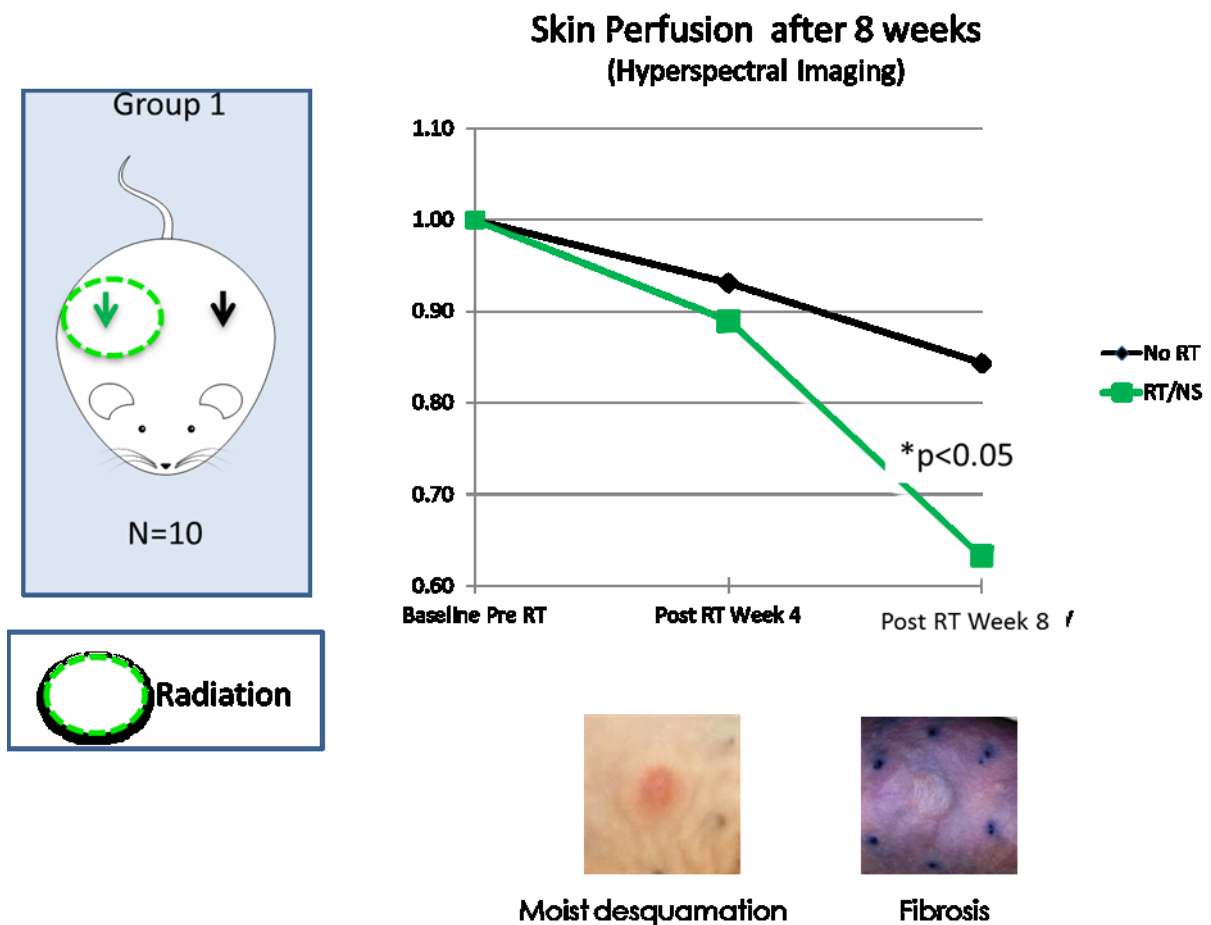 Skin Perfusion after 8 weeks
(Hyperspectral Imaging)
Group 1
N=10
Radiation
1.10
1.00
0.90
0.80
0.70
0.60
*p<0.05
Baseline Pre RT
Post RT Week 4
Post RT Week 8
No RT
RT/NS
Moist desquamation
Fibrosis